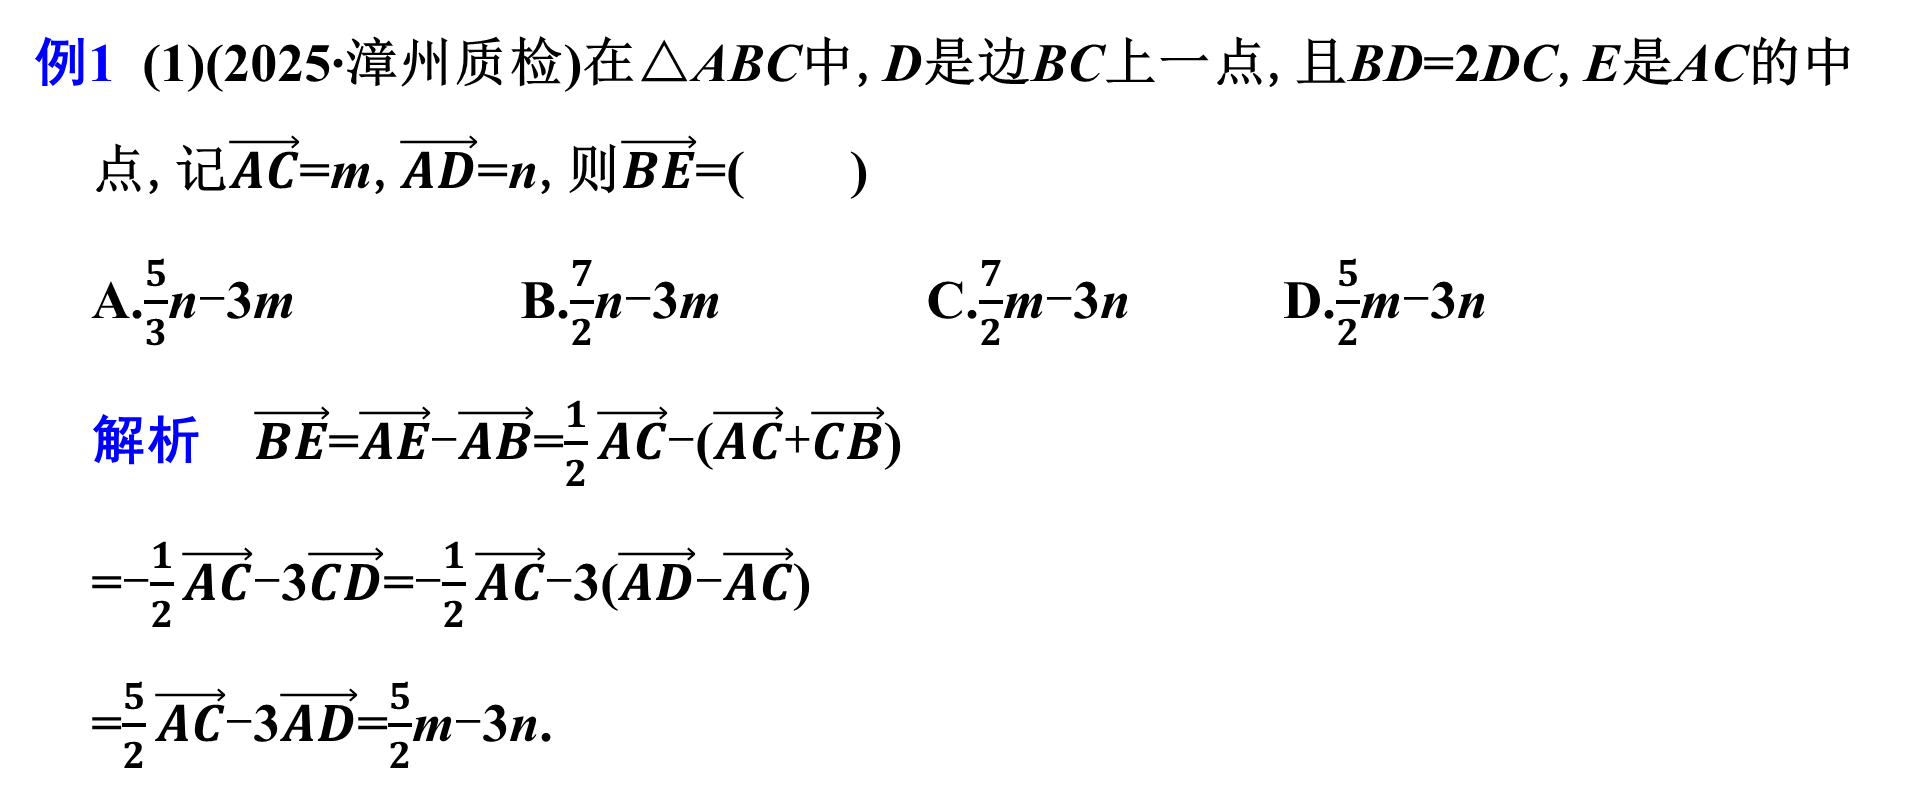 例1 (1)(2025·漳州质检)在△ABC中, D是边BC上一点, 且BD=2DC, E是AC的中
点, 记$\overrightarrow{AC}$=m, $\overrightarrow{AD}$=n, 则$\overrightarrow{BE}$=(  )
A.$\frac{5}{3}$n−3m B.$\frac{7}{2}$n−3m C.$\frac{7}{2}$m−3n D.$\frac{5}{2}$m−3n
解析 $\overrightarrow{BE}$=$\overrightarrow{AE}$−$\overrightarrow{AB}$=$\frac{1}{2}\overrightarrow{AC}$−($\overrightarrow{AC}$+$\overrightarrow{CB}$)
=−$\frac{1}{2}\overrightarrow{AC}$−3$\overrightarrow{CD}$=−$\frac{1}{2}\overrightarrow{AC}$−3($\overrightarrow{AD}$−$\overrightarrow{AC}$)
=$\frac{5}{2}\overrightarrow{AC}$−3$\overrightarrow{AD}$=$\frac{5}{2}$m−3n.